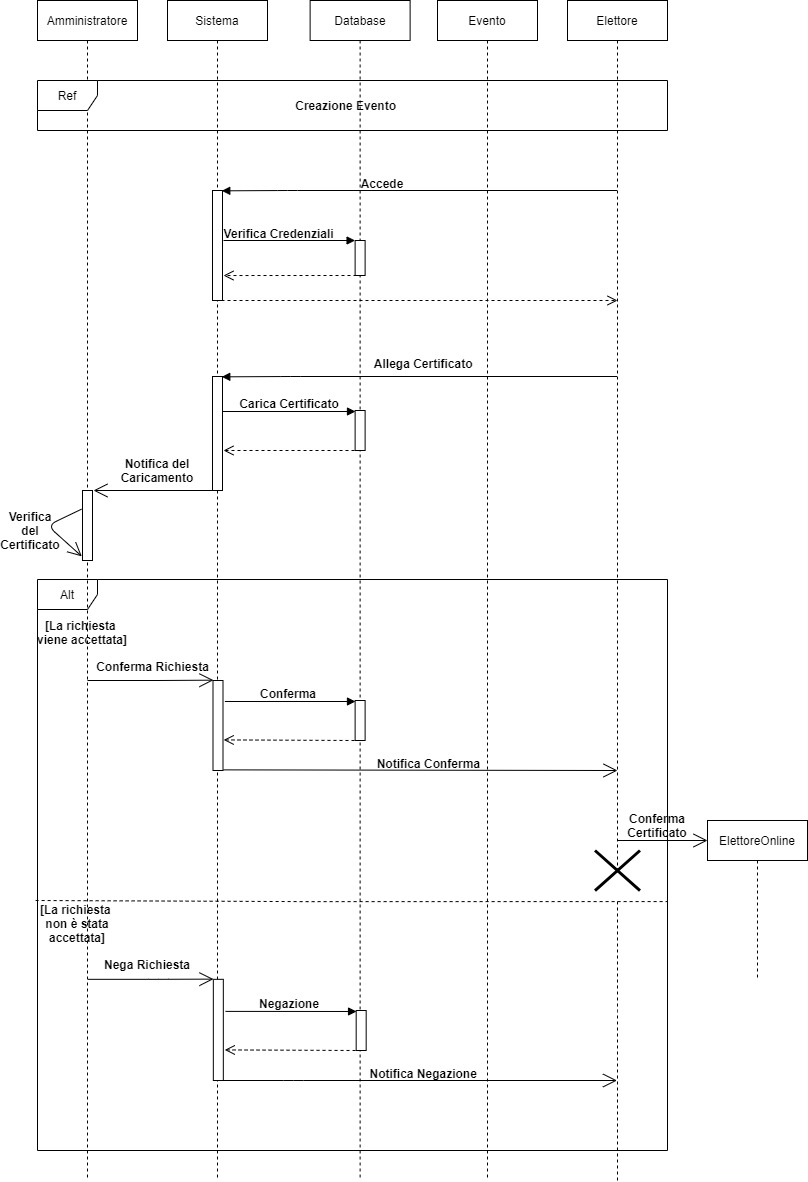 Amministratore
Sistema
Database
Evento
Elettore
Ref
Creazione Evento
Accede
Verifica Credenziali
Allega Certificato
Carica Certificato
Notifica del
Caricamento
Verifica
del
Certificato
Alt
[La richiesta
viene accettata]
Conferma Richiesta
Conferma
Notifica Conferma
Conferma
Certificato
ElettoreOnline
[La richiesta
non è stata
accettata]
Nega Richiesta
Negazione
Notifica Negazione